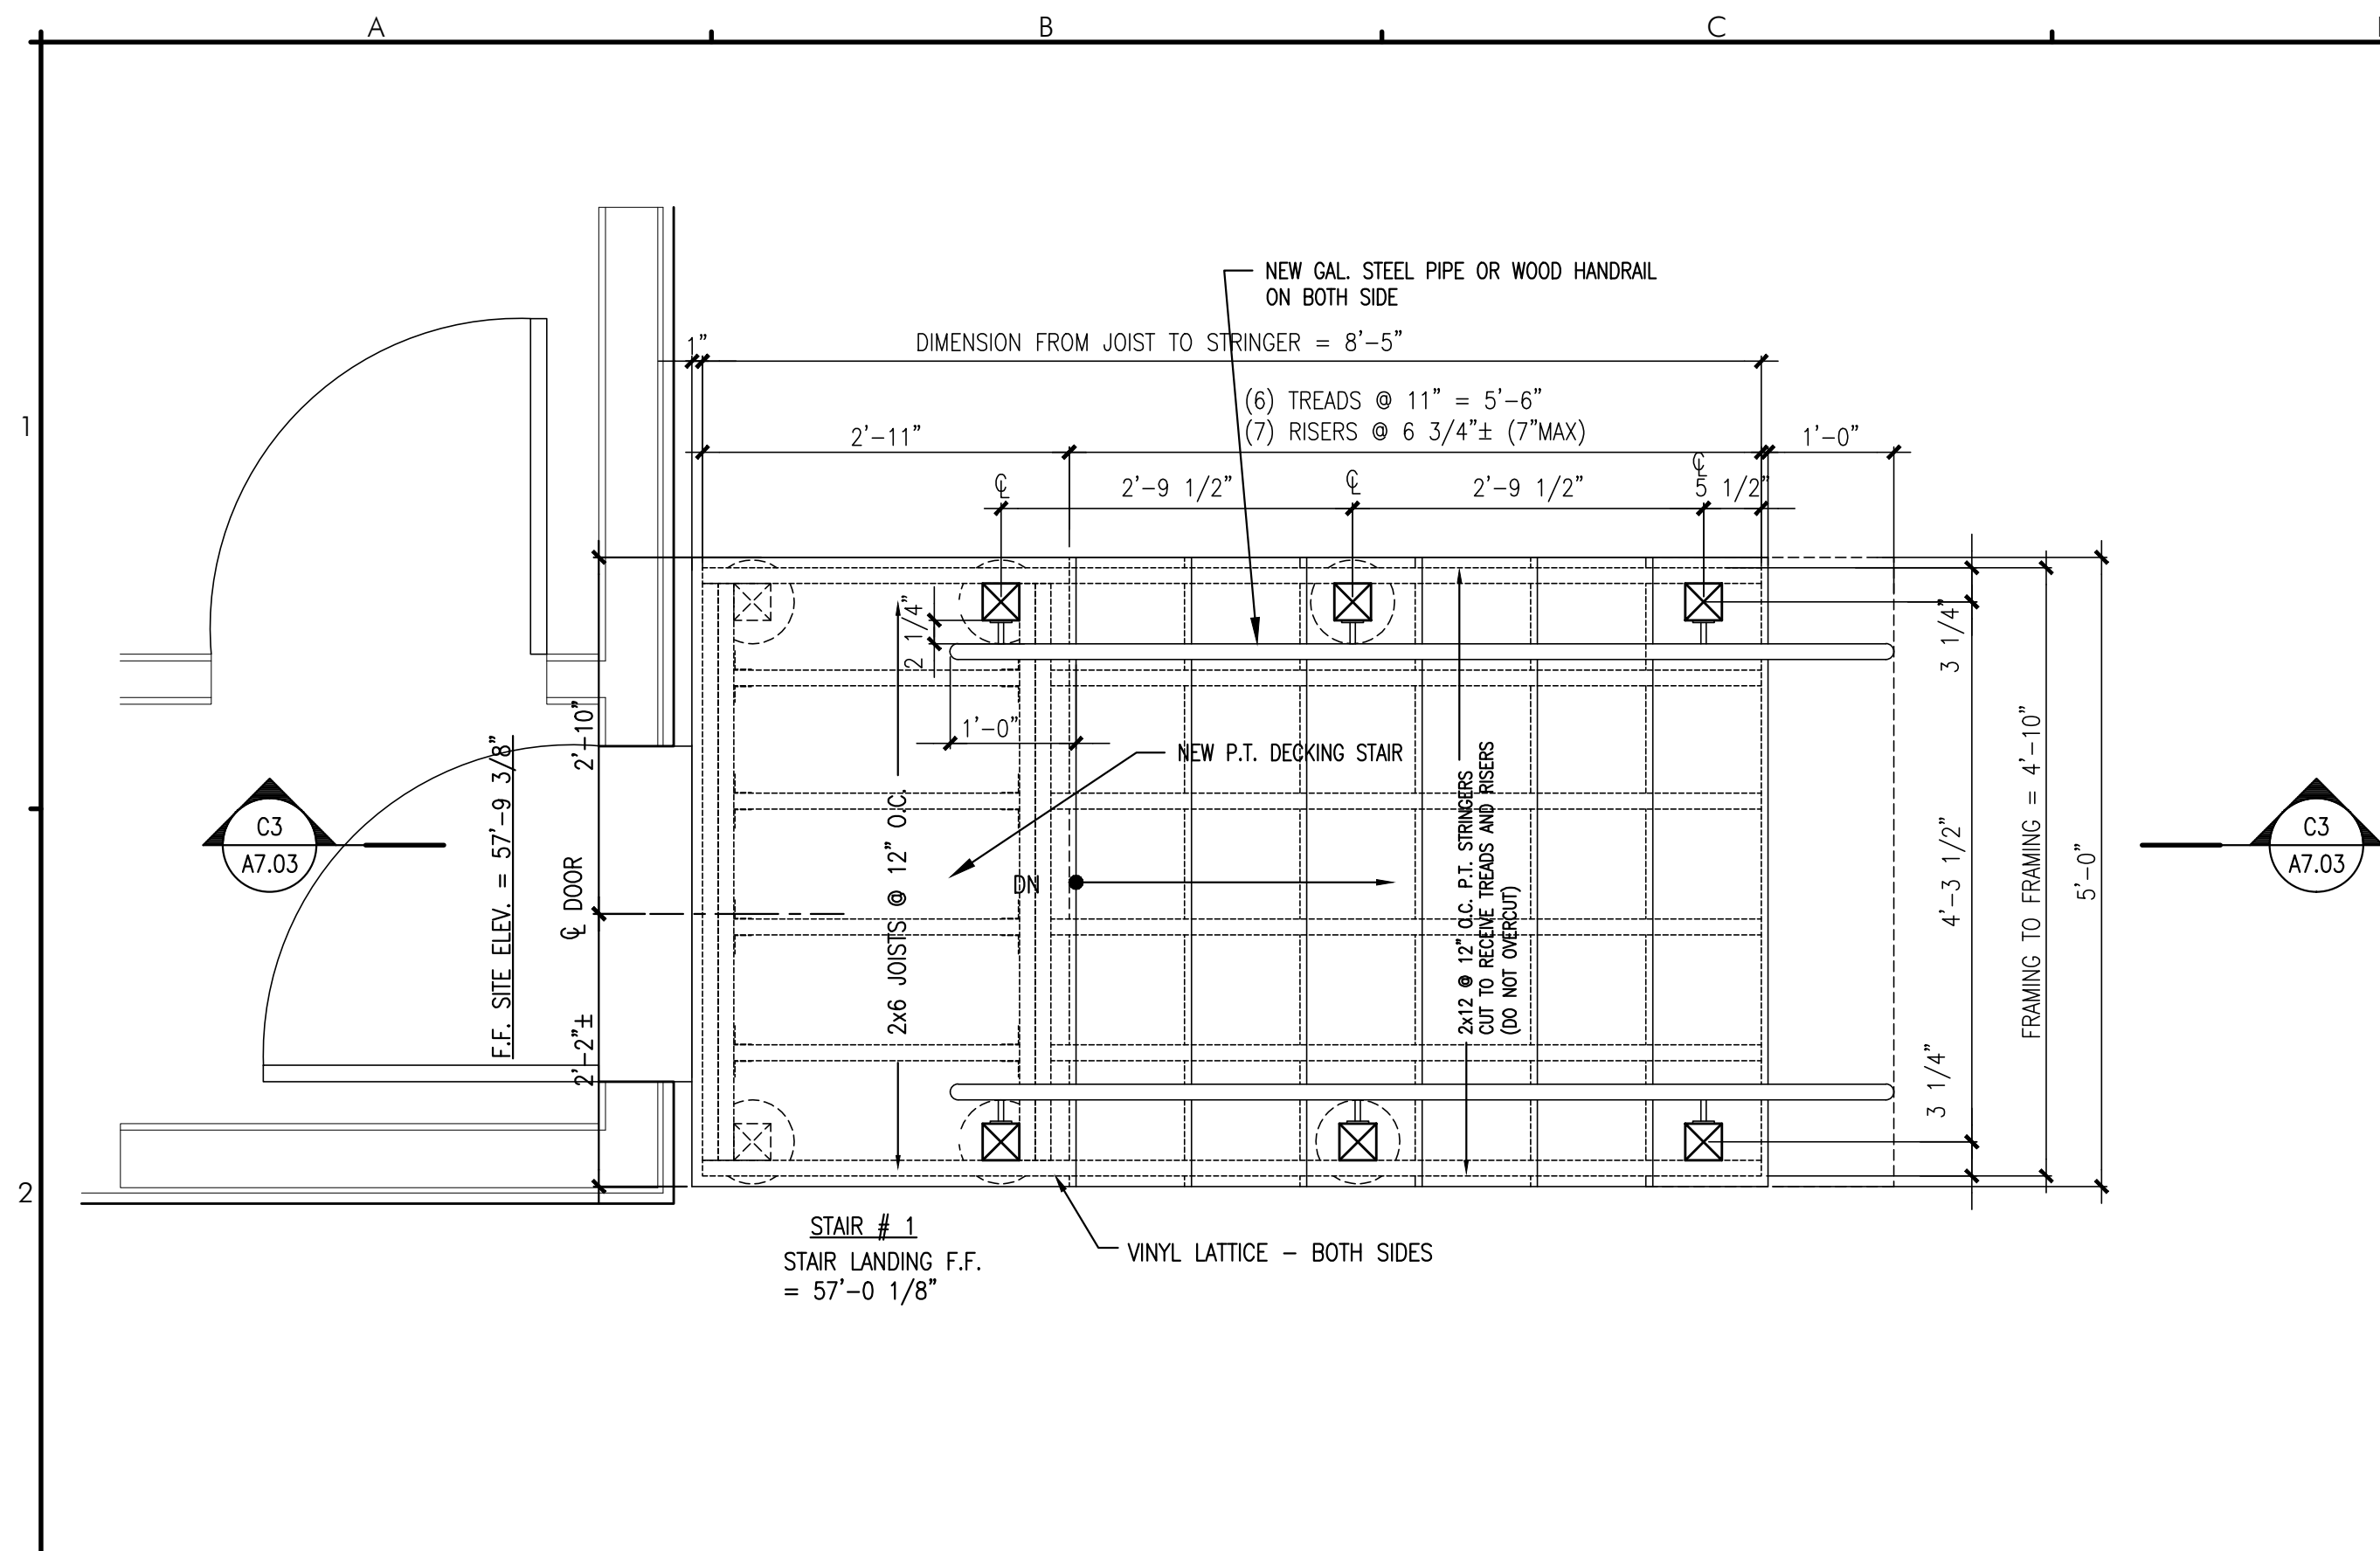 A
B
C
1
2
NEW GAL. STEEL PIPE OR WOOD HANDRAIL
ON BOTH SIDE
1"
DIMENSION FROM JOIST TO STRINGER = 8'-5"
(6) TREADS @ 11" = 5'-6"
(7) RISERS @ 6 3/4"± (7"MAX)
2'-11"
1'-0"
℄
2'-9 1/2"
℄
2'-9 1/2"
℄
5 1/2"
2 1/4"
1'-0"
NEW P.T. DECKING STAIR
2'-10"
F.F. SITE ELEV. = 57'-9 3/8"
℄ DOOR
2'-2"±
C3
A7.03
2x6 JOISTS @ 12" O.C.
DN
2x12 @ 12" O.C. P.T. STRINGERS
CUT TO RECEIVE TREADS AND RISERS
(DO NOT OVERCUT)
3 1/4"
4'-3 1/2"
3 1/4"
FRAMING TO FRAMING = 4'-10"
5'-0"
C3
A7.03
STAIR # 1
STAIR LANDING F.F.
= 57'-0 1/8"
VINYL LATTICE - BOTH SIDES